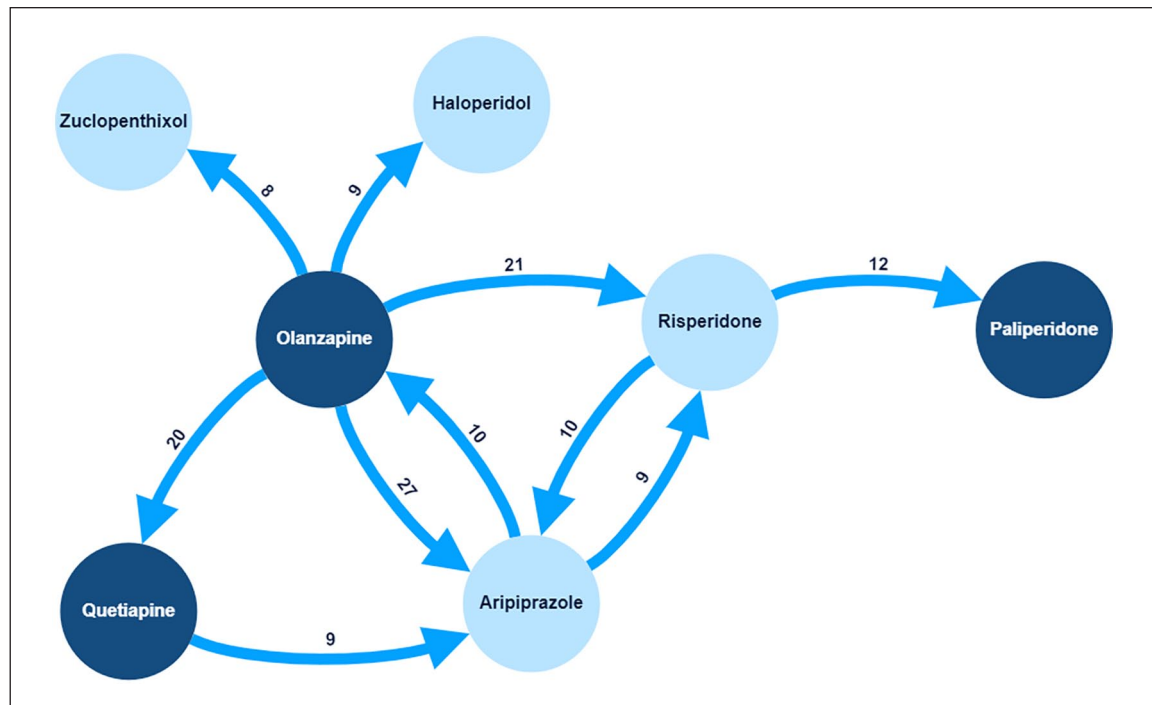 Haloperidol
Zuclopenthixol
8
9
21
12
Risperidone
Paliperidone
Olanzapine
20
10
10
27
9
Aripiprazole
Quetiapine
9